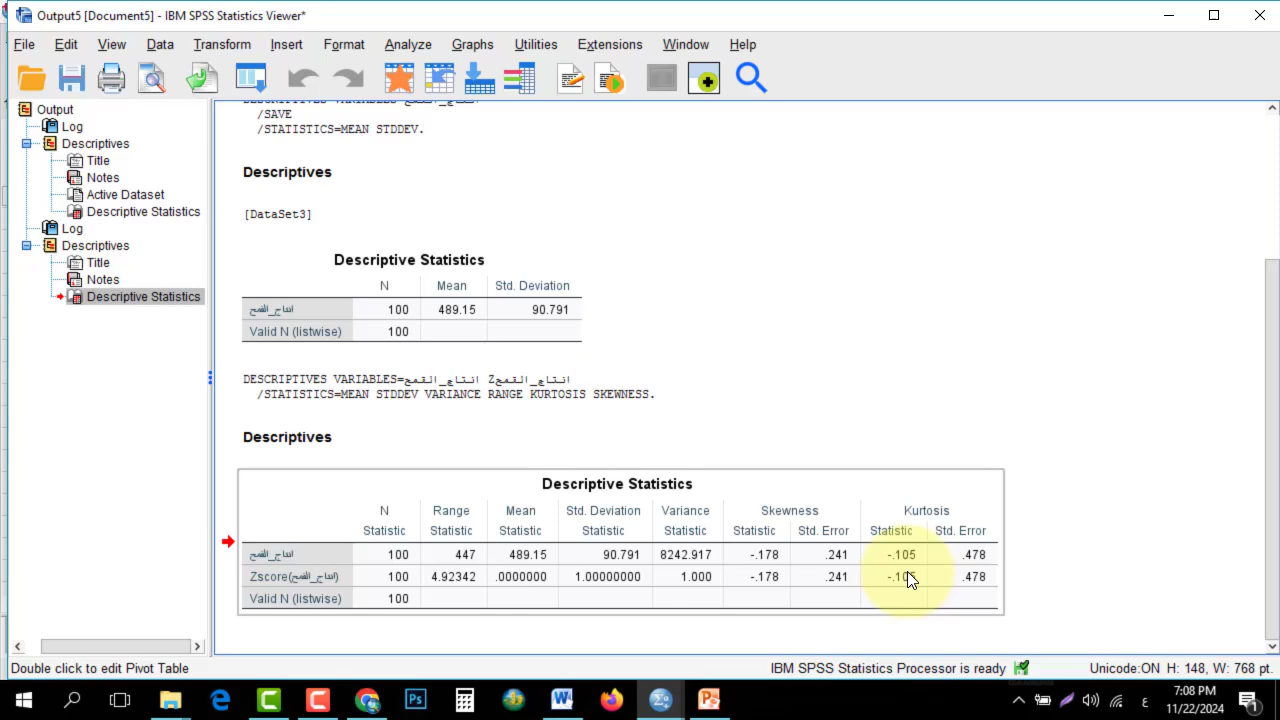 Output5 [Document5] - IBM SPSS Statistics Viewer*
File Edit View Data Transform Insert Format Analyze Graphs Utilities Extensions Window Help
Output
Log
Descriptives
Title
Notes
Active Dataset
Descriptive Statistics
Log
Descriptives
Title
Notes
Descriptive Statistics
DESCRIPTIVES VARIABLES=انتاج_القمح
/SAVE
/STATISTICS=MEAN STDDEV.
Descriptives
[DataSet3]
Descriptive Statistics
N Mean Std. Deviation
انتاج_القمح 100 489.15 90.791
Valid N (listwise) 100
DESCRIPTIVES VARIABLES=انتاج_القمح Zانتاج_القمح
/STATISTICS=MEAN STDDEV VARIANCE RANGE KURTOSIS SKEWNESS.
Descriptives
Descriptive Statistics
N Range Mean Std. Deviation Variance Skewness Kurtosis
Statistic Statistic Statistic Statistic Statistic Statistic Std. Error Statistic Std. Error
انتاج_القمح 100 447 489.15 90.791 8242.917 -.178 .241 -.105 .478
Zscore(انتاج_القمح) 100 4.92342 .0000000 1.00000000 1.000 -.178 .241 -.105 .478
Valid N (listwise) 100
Double click to edit Pivot Table IBM SPSS Statistics Processor is ready Unicode:ON H: 148, W: 768 pt.
ع 7:08 PM
11/22/2024